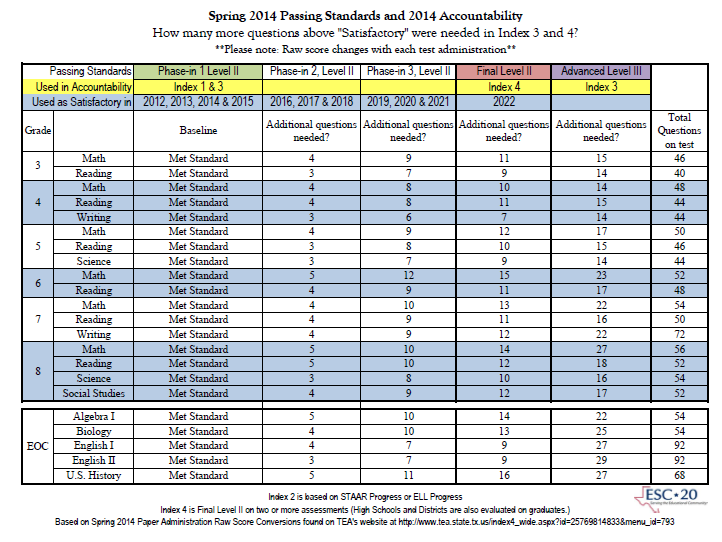 Spring 2014 Passing Standards and 2014 Accountability
How many more questions above "Satisfactory" were needed in Index 3 and 4?
**Please note: Raw score changes with each test administration**
Passing Standards Phase-in 1 Level II Phase-in 2, Level II Phase-in 3, Level II Final Level II Advanced Level III
Used in Accountability Index 1 & 3 Index 4 Index 3
Used as Satisfactory in 2012, 2013, 2014 & 2015 2016, 2017 & 2018 2019, 2020 & 2021 2022
Grade Baseline Additional questions needed? Additional questions needed? Additional questions needed? Additional questions needed? Total Questions on test
3 Math Met Standard 4 9 11 15 46
Reading Met Standard 3 7 9 14 40
4 Math Met Standard 4 8 10 14 48
Reading Met Standard 4 8 11 15 44
Writing Met Standard 3 6 7 14 44
5 Math Met Standard 4 9 12 17 50
Reading Met Standard 3 8 10 15 46
Science Met Standard 3 7 9 14 44
6 Math Met Standard 5 12 15 23 52
Reading Met Standard 4 9 11 17 48
7 Math Met Standard 4 10 13 22 54
Reading Met Standard 4 9 11 16 50
Writing Met Standard 4 9 12 22 72
8 Math Met Standard 5 10 14 27 56
Reading Met Standard 5 10 12 18 52
Science Met Standard 3 8 10 16 54
Social Studies Met Standard 4 9 12 17 52
EOC Algebra I Met Standard 5 10 14 22 54
Biology Met Standard 4 10 13 25 54
English I Met Standard 4 7 9 27 92
English II Met Standard 3 7 9 29 92
U.S. History Met Standard 5 11 16 27 68
ESC•20
Serving the Educational Community
Index 2 is based on STAAR Progress or ELL Progress
Index 4 is Final Level II on two or more assessments (High Schools and Districts are also evaluated on graduates.)
Based on Spring 2014 Paper Administration Raw Score Conversions found on TEA's website at http://www.tea.state.tx.us/index4_wide.aspx?id=25769814833&menu_id=793